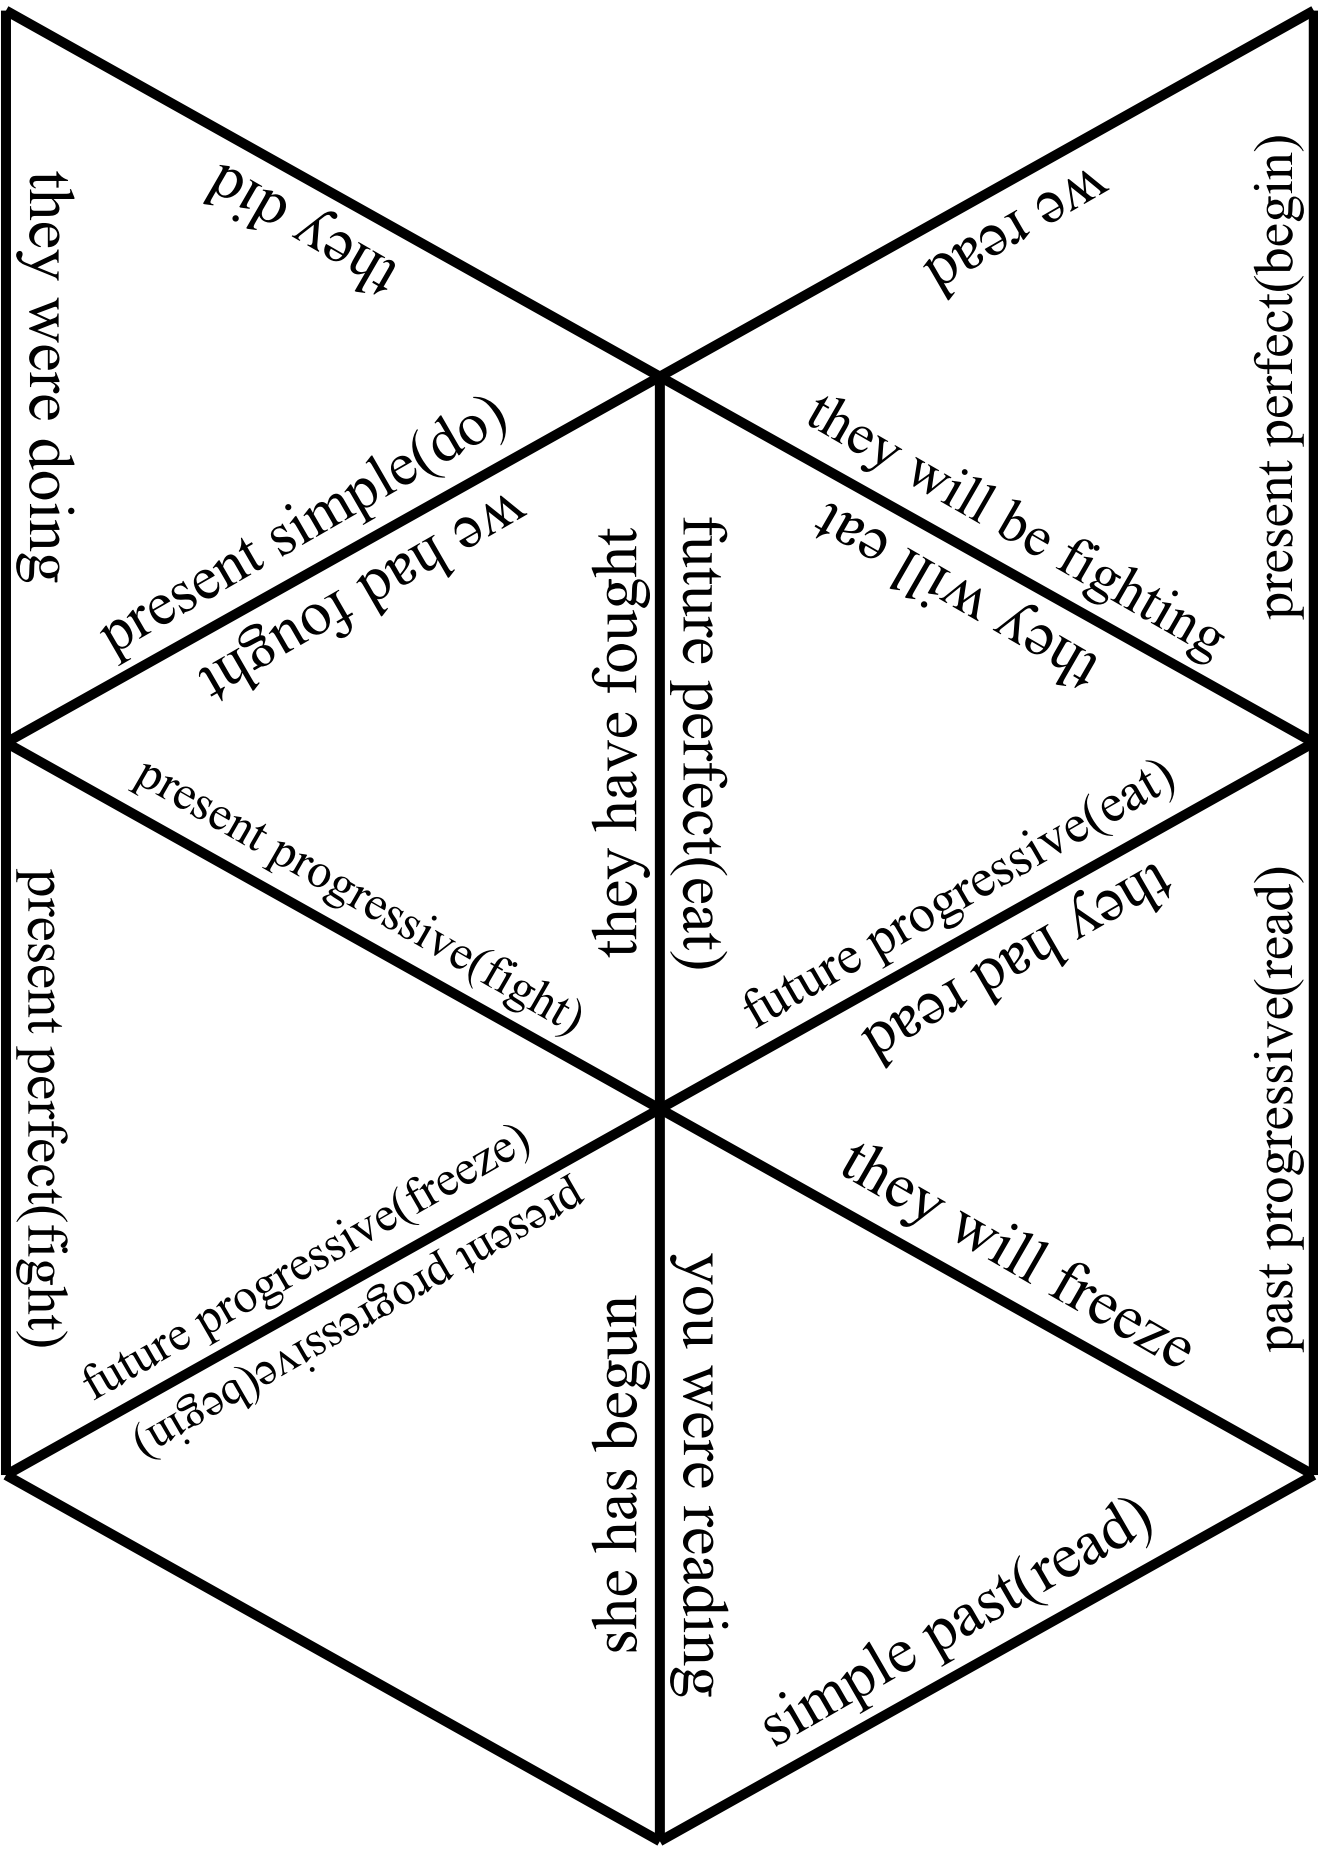 they did
they were doing
present simple(do)
we read
present perfect(begin)
they will be fighting
we had fought
they have fought
present progressive(fight)
future perfect(eat)
they will eat
future progressive(eat)
present perfect(fight)
future progressive(freeze)
they had read
past progressive(read)
they will freeze
present progressive(begin)
she has begun
you were reading
simple past(read)